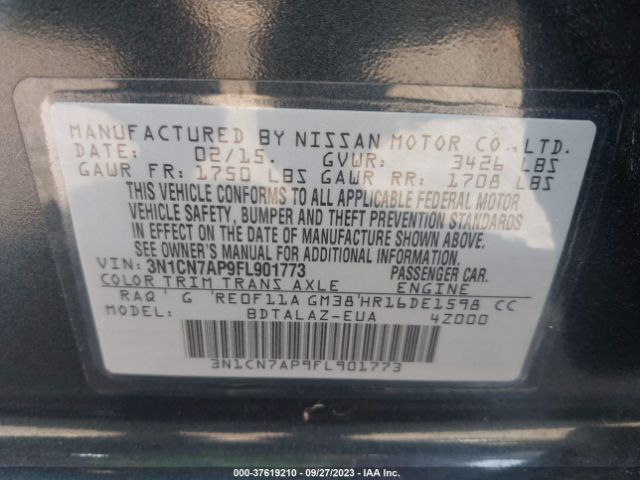 MANUFACTURED BY NISSAN MOTOR CO., LTD.
DATE: 02/15. GVWR: 3426 LBS
GAWR FR: 1750 LBS GAWR RR: 1708 LBS
THIS VEHICLE CONFORMS TO ALL APPLICABLE FEDERAL MOTOR
VEHICLE SAFETY, BUMPER AND THEFT PREVENTION STANDARDS
IN EFFECT ON THE DATE OF MANUFACTURE SHOWN ABOVE.
SEE OWNER'S MANUAL FOR ADDITIONAL INFORMATION.
VIN: 3N1CN7AP9FL901773 PASSENGER CAR.
COLOR TRIM TRANS AXLE ENGINE
RAQ' G 'RE0F11A GM38'HR16DE1598 CC
MODEL: BDTALAZ-EUA 4Z000
3N1CN7AP9FL901773
000-37619210 - 09/27/2023 - IAA Inc.